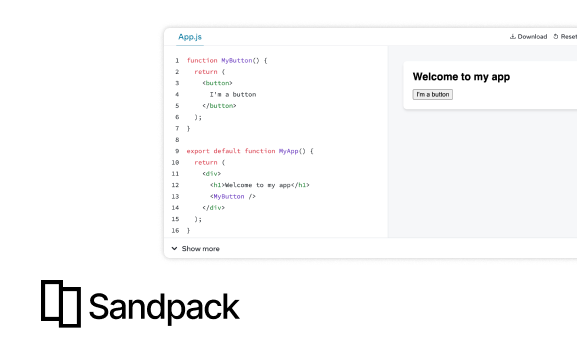 App.js
Download Reset
1 function MyButton() {
2 return (
3 <button>
4 I'm a button
5 </button>
6 );
7 }
8
9 export default function MyApp() {
10 return (
11 <div>
12 <h1>Welcome to my app</h1>
13 <MyButton />
14 </div>
15 );
16 }
Show more
Welcome to my app
I'm a button
Sandpack